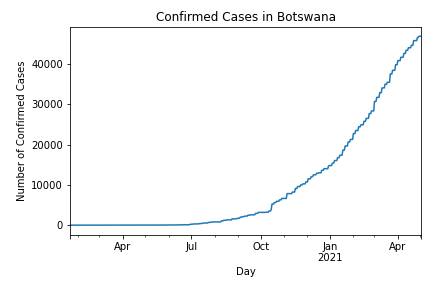 Confirmed Cases in Botswana
Number of Confirmed Cases
40000
30000
20000
10000
0
Apr
Jul
Oct
Jan
2021
Apr
Day